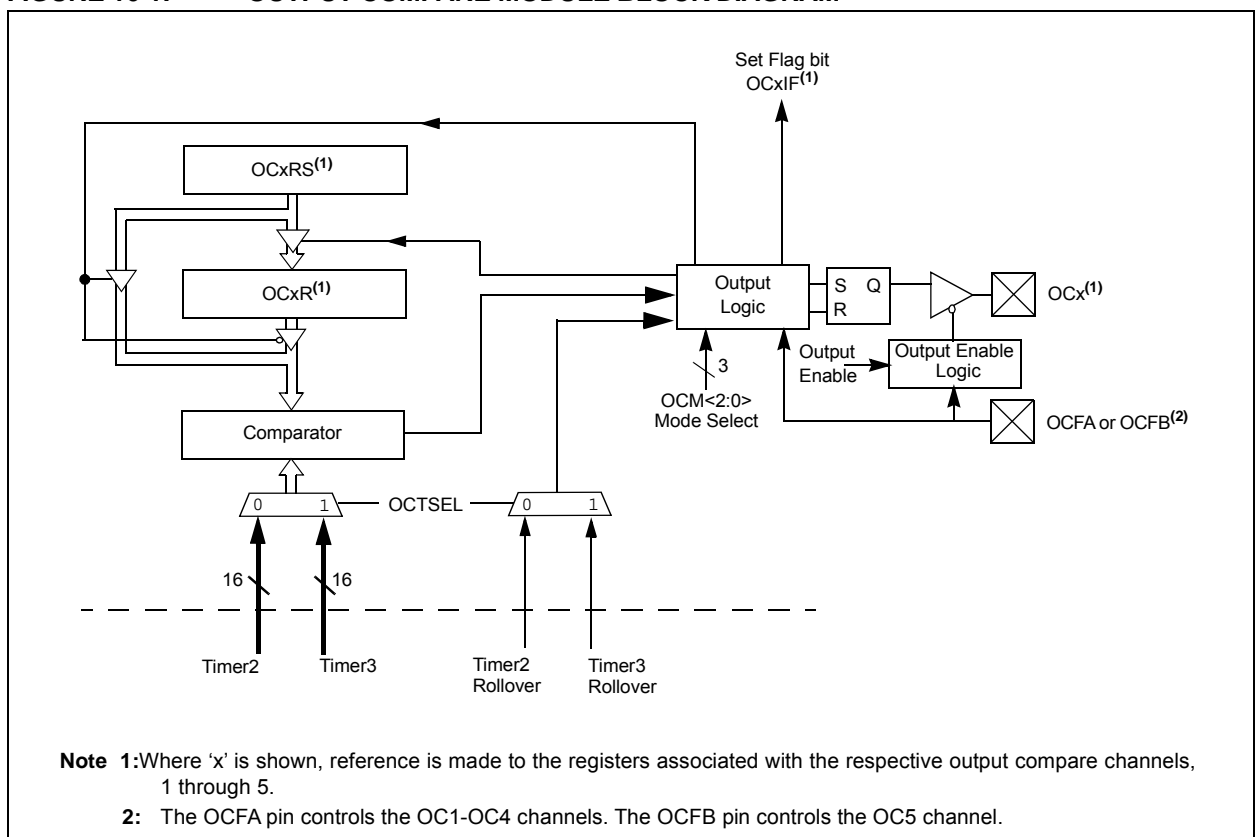 Set Flag bit
OCxIF(1)
OCxRS(1)
OCxR(1)
Output
Logic
S Q
R
OCx(1)
Output
Enable
Output Enable
Logic
3
OCM<2:0>
Mode Select
OCFA or OCFB(2)
Comparator
0 1
OCTSEL
0 1
16
16
Timer2
Timer3
Timer2
Rollover
Timer3
Rollover
Note 1:Where ‘x’ is shown, reference is made to the registers associated with the respective output compare channels,
1 through 5.
2: The OCFA pin controls the OC1-OC4 channels. The OCFB pin controls the OC5 channel.